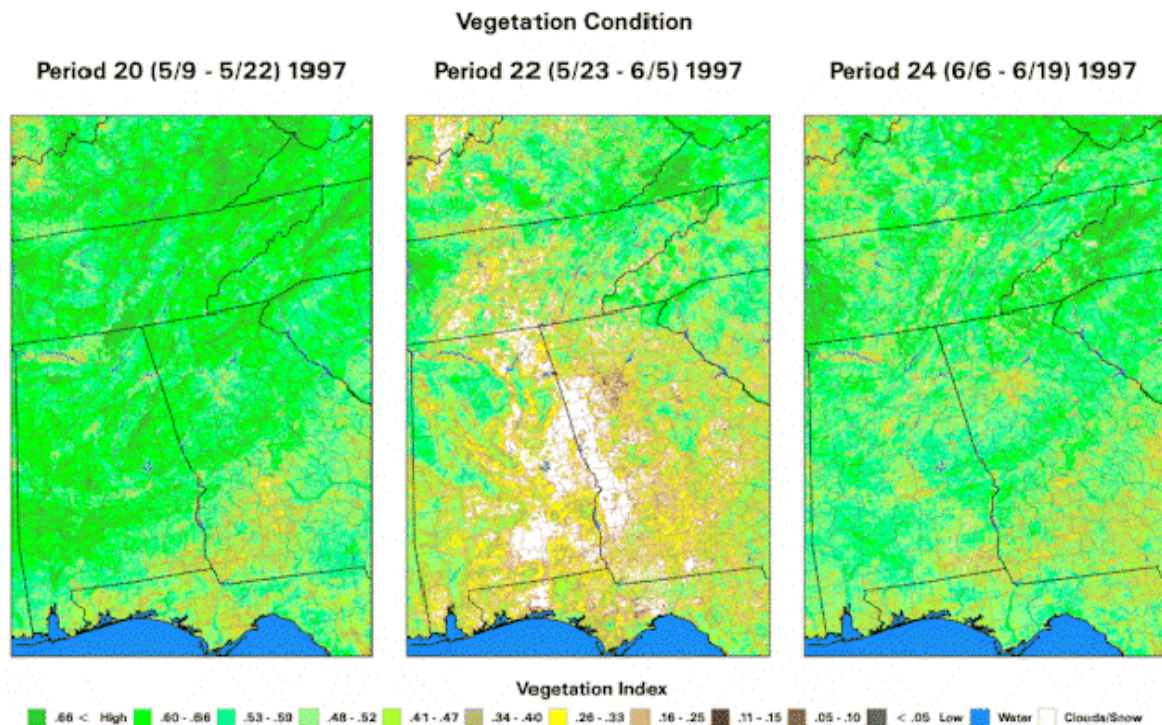 Vegetation Condition
Period 20 (5/9 - 5/22) 1997
Period 22 (5/23 - 6/5) 1997
Period 24 (6/6 - 6/19) 1997
Vegetation Index
.66 < High .60 - .66 .53 - .59 .48 - .52 .41 - .47 .34 - .40 .26 - .33 .16 - .25 .11 - .15 .05 - .10 < .05 Low Water Clouds/Snow